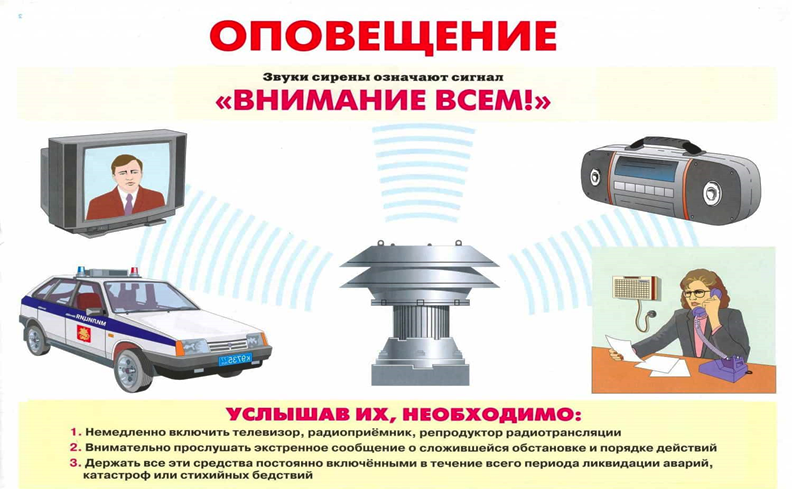 ОПОВЕЩЕНИЕ
Звуки сирены означают сигнал
«ВНИМАНИЕ ВСЕМ!»
МИЛИЦИЯ
К9735
УСЛЫШАВ ИХ, НЕОБХОДИМО:
1. Немедленно включить телевизор, радиоприёмник, репродуктор радиотрансляции
2. Внимательно прослушать экстренное сообщение о сложившейся обстановке и порядке действий
3. Держать все эти средства постоянно включёнными в течение всего периода ликвидации аварий,
катастроф или стихийных бедствий